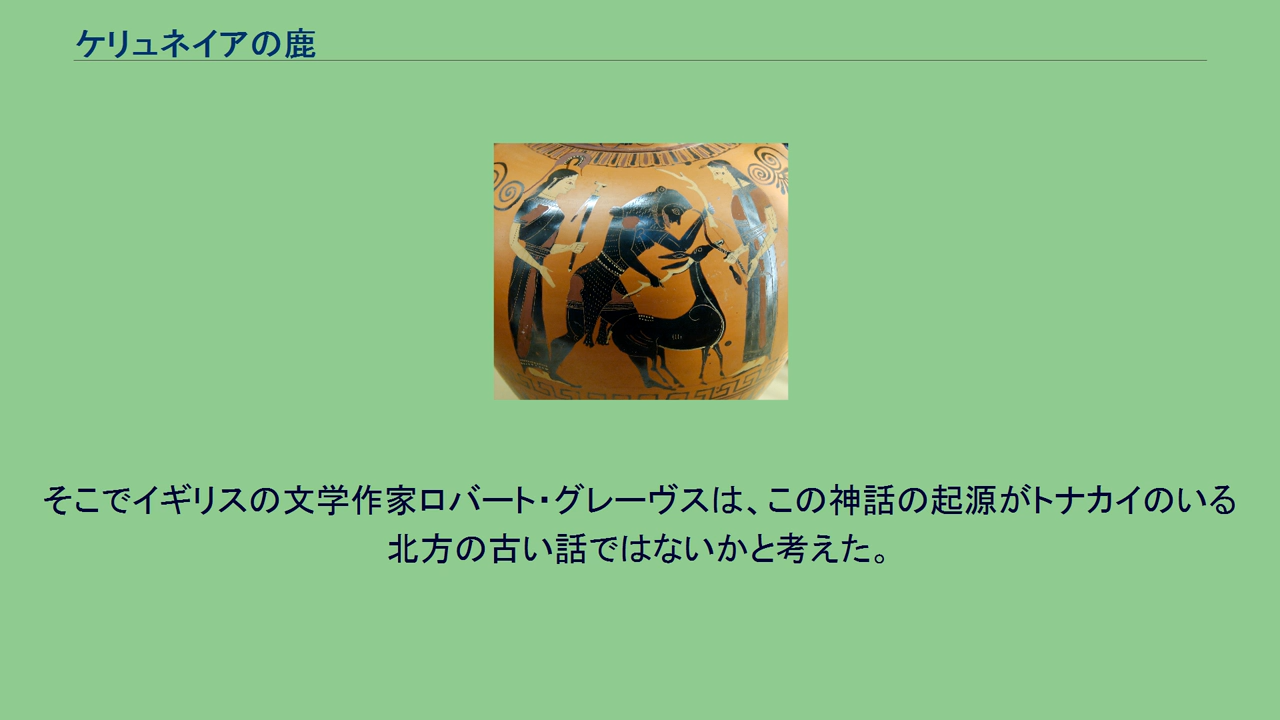 ケリュネイアの鹿
そこでイギリスの文学作家ロバート・グレーヴスは、この神話の起源がトナカイのいる
北方の古い話ではないかと考えた。